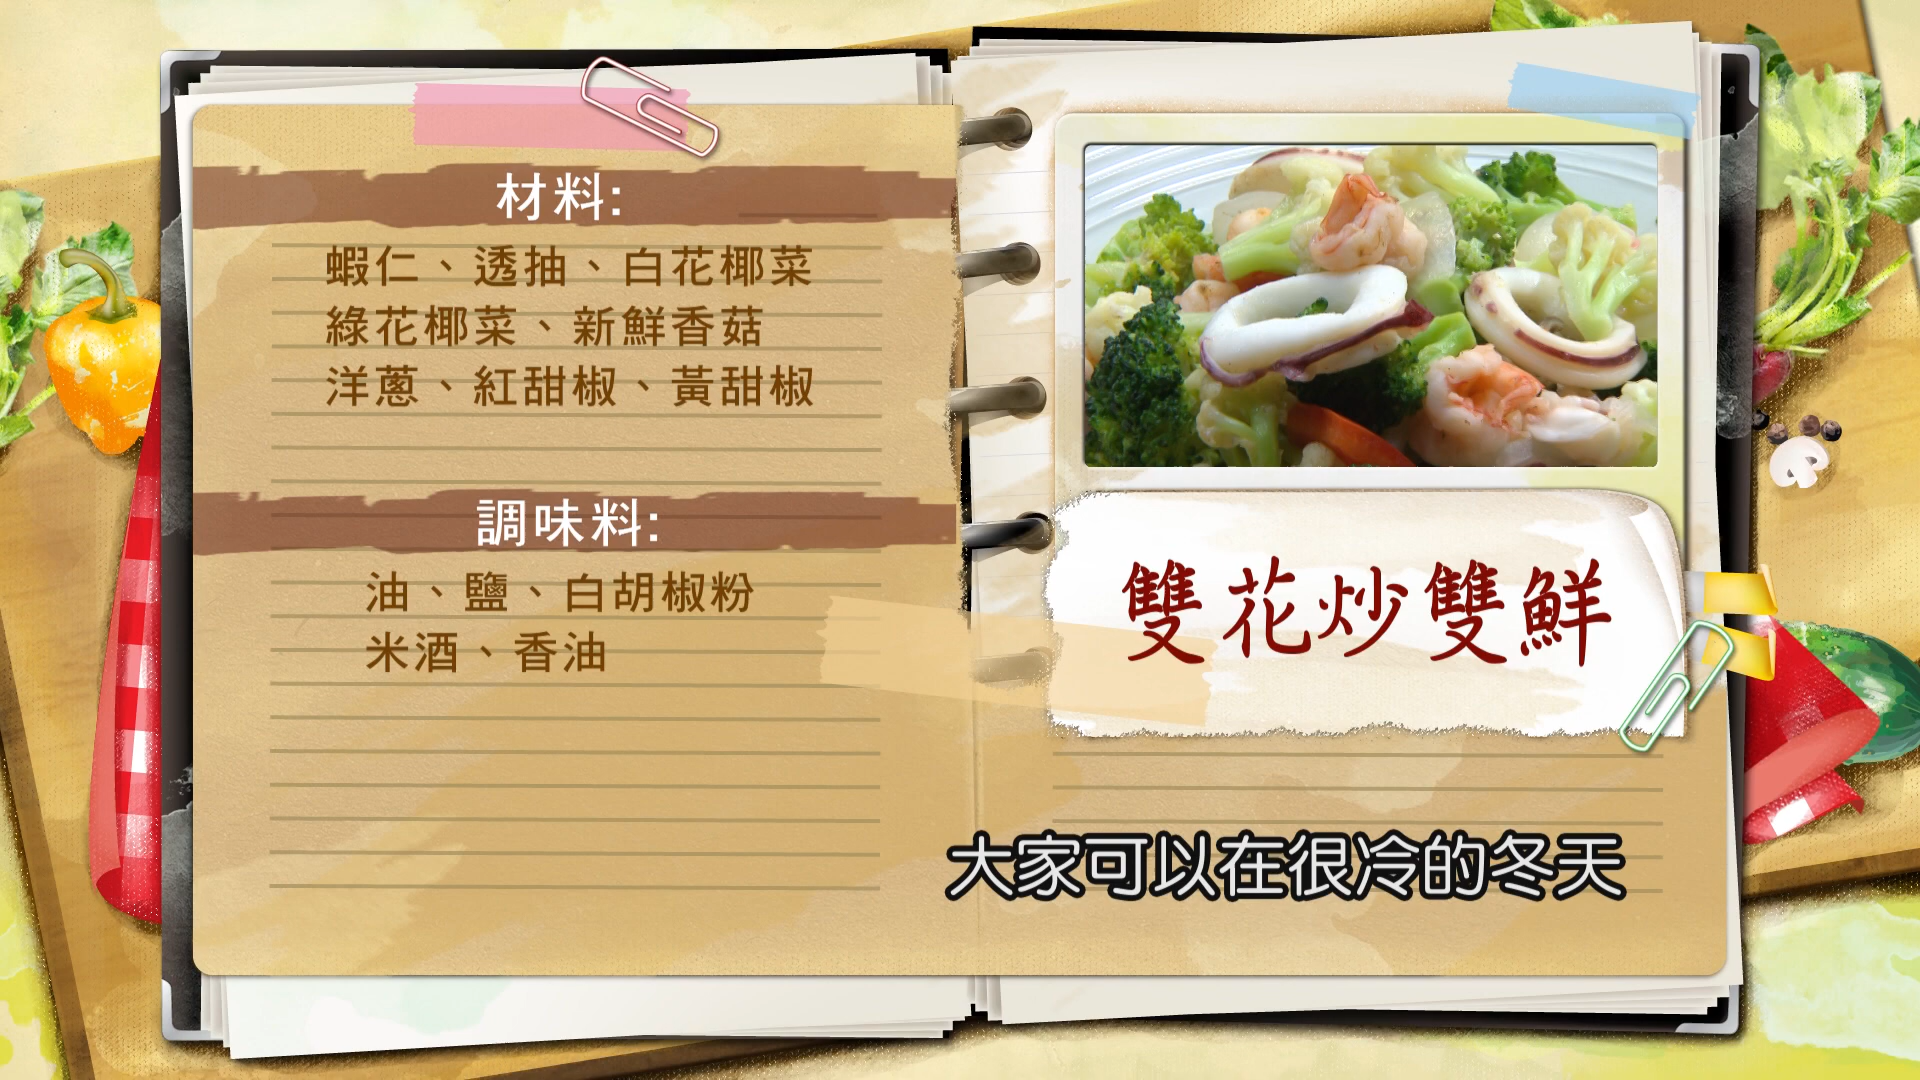 材料:
蝦仁、透抽、白花椰菜
綠花椰菜、新鮮香菇
洋蔥、紅甜椒、黃甜椒
調味料:
油、鹽、白胡椒粉
米酒、香油
雙花炒雙鮮
大家可以在很冷的冬天